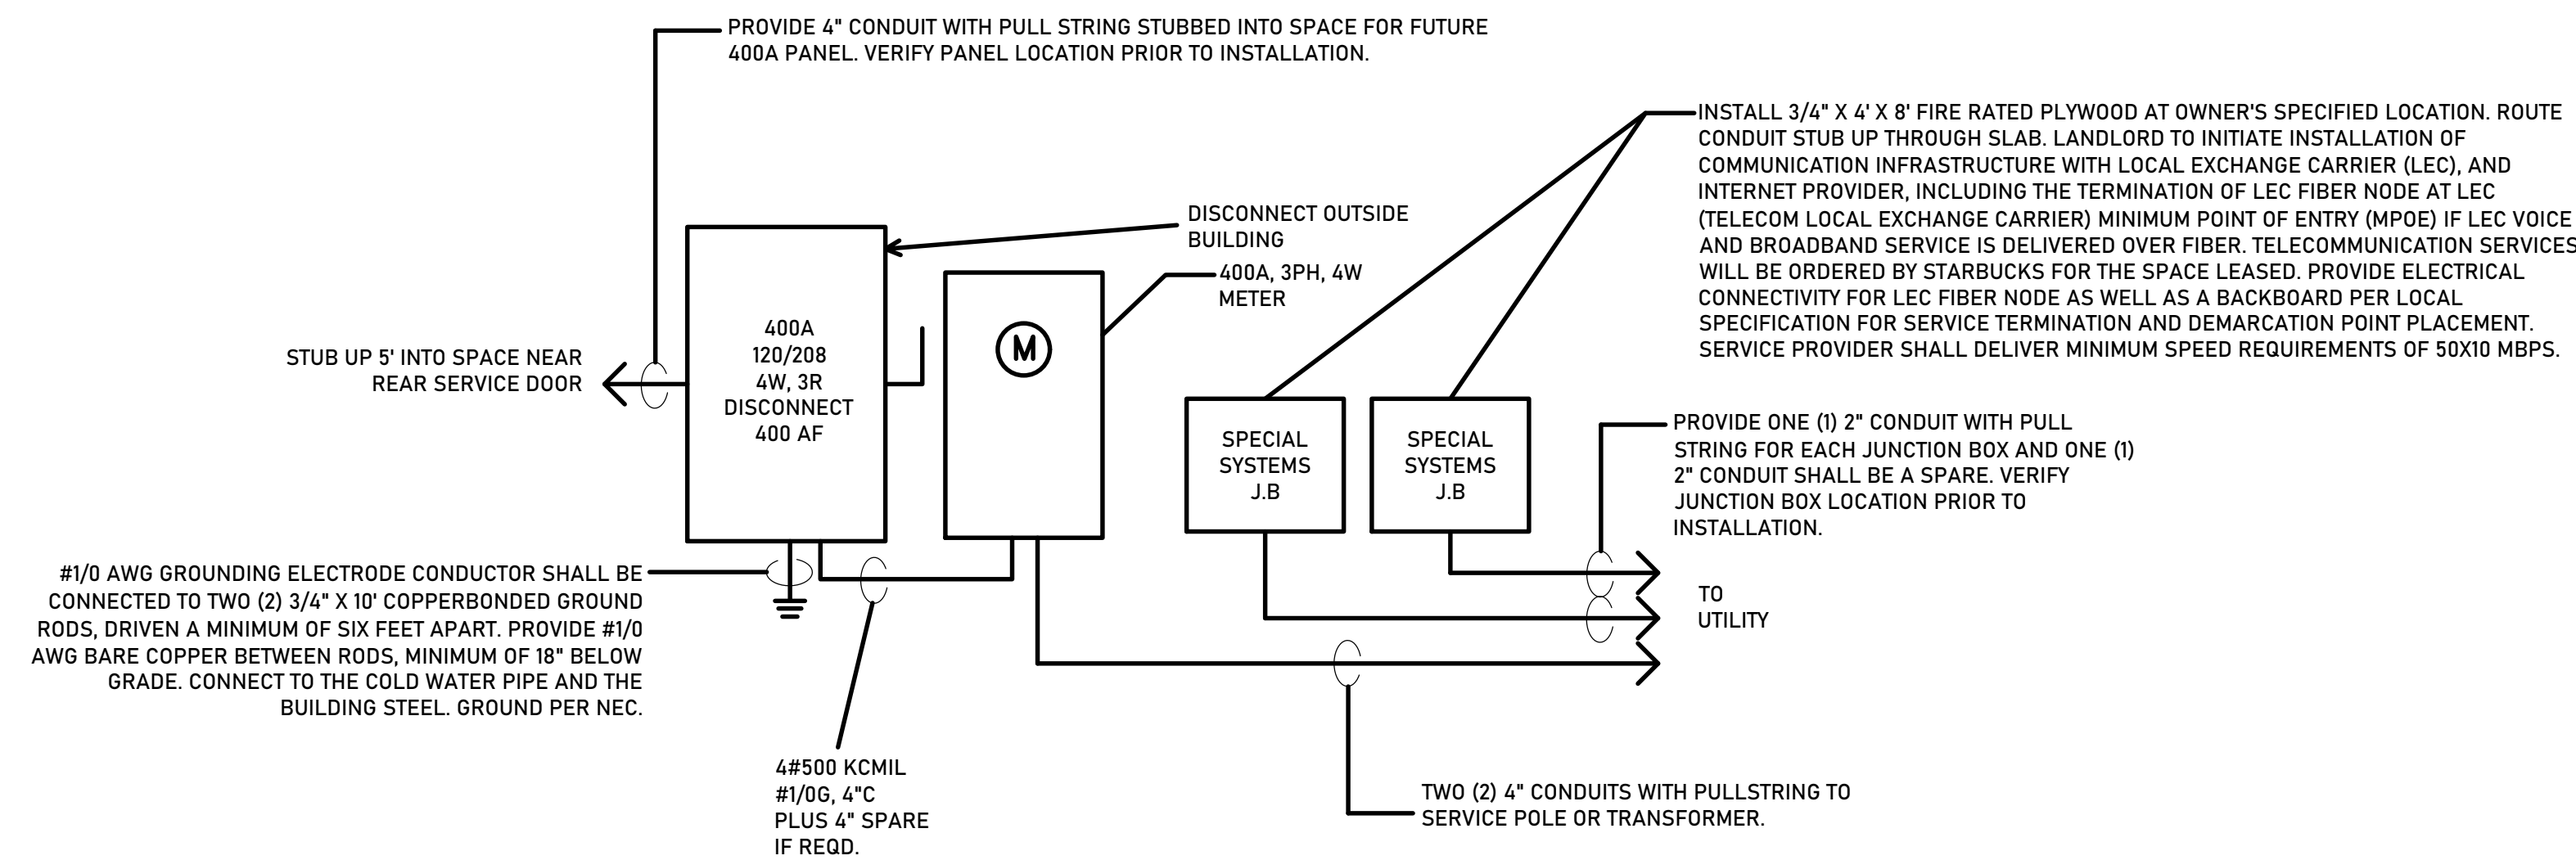 PROVIDE 4" CONDUIT WITH PULL STRING STUBBED INTO SPACE FOR FUTURE
400A PANEL. VERIFY PANEL LOCATION PRIOR TO INSTALLATION.
INSTALL 3/4" X 4' X 8' FIRE RATED PLYWOOD AT OWNER'S SPECIFIED LOCATION. ROUTE
CONDUIT STUB UP THROUGH SLAB. LANDLORD TO INITIATE INSTALLATION OF
COMMUNICATION INFRASTRUCTURE WITH LOCAL EXCHANGE CARRIER (LEC), AND
INTERNET PROVIDER, INCLUDING THE TERMINATION OF LEC FIBER NODE AT LEC
(TELECOM LOCAL EXCHANGE CARRIER) MINIMUM POINT OF ENTRY (MPOE) IF LEC VOICE
AND BROADBAND SERVICE IS DELIVERED OVER FIBER. TELECOMMUNICATION SERVICES
WILL BE ORDERED BY STARBUCKS FOR THE SPACE LEASED. PROVIDE ELECTRICAL
CONNECTIVITY FOR LEC FIBER NODE AS WELL AS A BACKBOARD PER LOCAL
SPECIFICATION FOR SERVICE TERMINATION AND DEMARCATION POINT PLACEMENT.
SERVICE PROVIDER SHALL DELIVER MINIMUM SPEED REQUIREMENTS OF 50X10 MBPS.
DISCONNECT OUTSIDE
BUILDING
400A, 3PH, 4W
METER
400A
120/208
4W, 3R
DISCONNECT
400 AF
M
STUB UP 5' INTO SPACE NEAR
REAR SERVICE DOOR
SPECIAL
SYSTEMS
J.B
SPECIAL
SYSTEMS
J.B
PROVIDE ONE (1) 2" CONDUIT WITH PULL
STRING FOR EACH JUNCTION BOX AND ONE (1)
2" CONDUIT SHALL BE A SPARE. VERIFY
JUNCTION BOX LOCATION PRIOR TO
INSTALLATION.
#1/0 AWG GROUNDING ELECTRODE CONDUCTOR SHALL BE
CONNECTED TO TWO (2) 3/4" X 10' COPPERBONDED GROUND
RODS, DRIVEN A MINIMUM OF SIX FEET APART. PROVIDE #1/0
AWG BARE COPPER BETWEEN RODS, MINIMUM OF 18" BELOW
GRADE. CONNECT TO THE COLD WATER PIPE AND THE
BUILDING STEEL. GROUND PER NEC.
TO
UTILITY
4#500 KCMIL
#1/0G, 4"C
PLUS 4" SPARE
IF REQD.
TWO (2) 4" CONDUITS WITH PULLSTRING TO
SERVICE POLE OR TRANSFORMER.